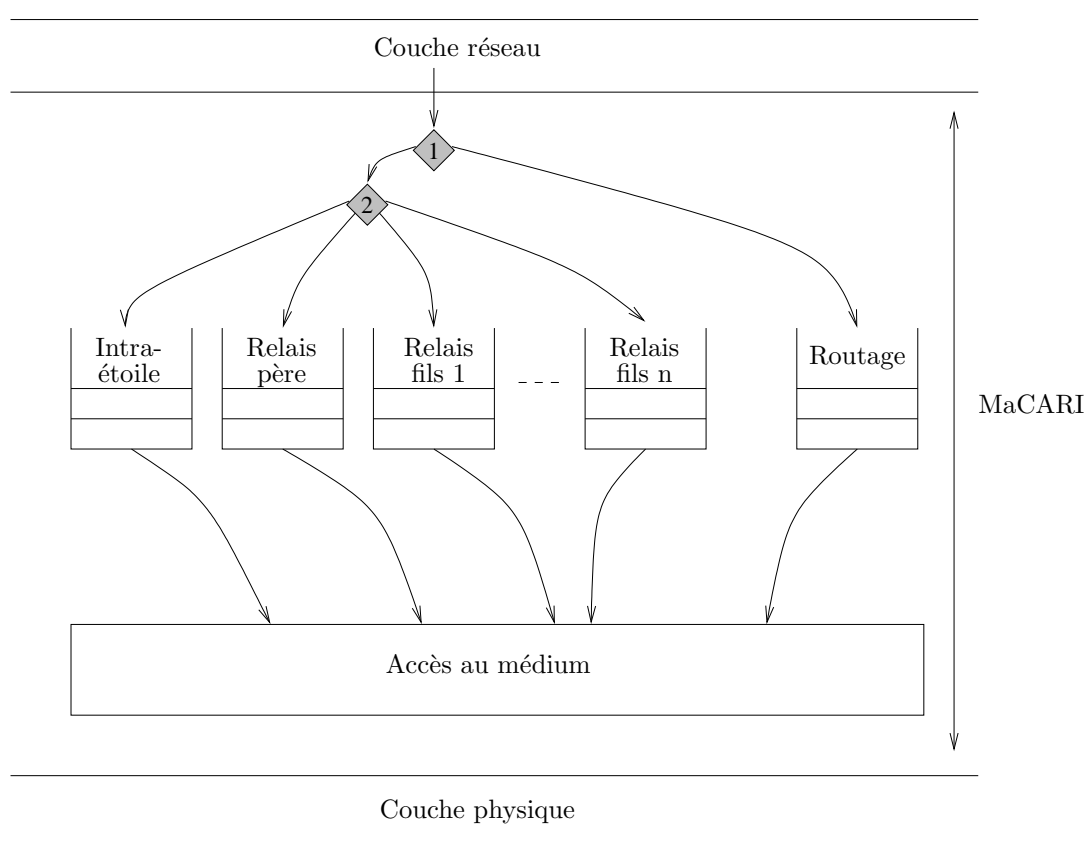 Couche réseau
1
2
Intra-
étoile
Relais
père
Relais
fils 1
Relais
fils n
Routage
MaCARI
Accès au médium
Couche physique